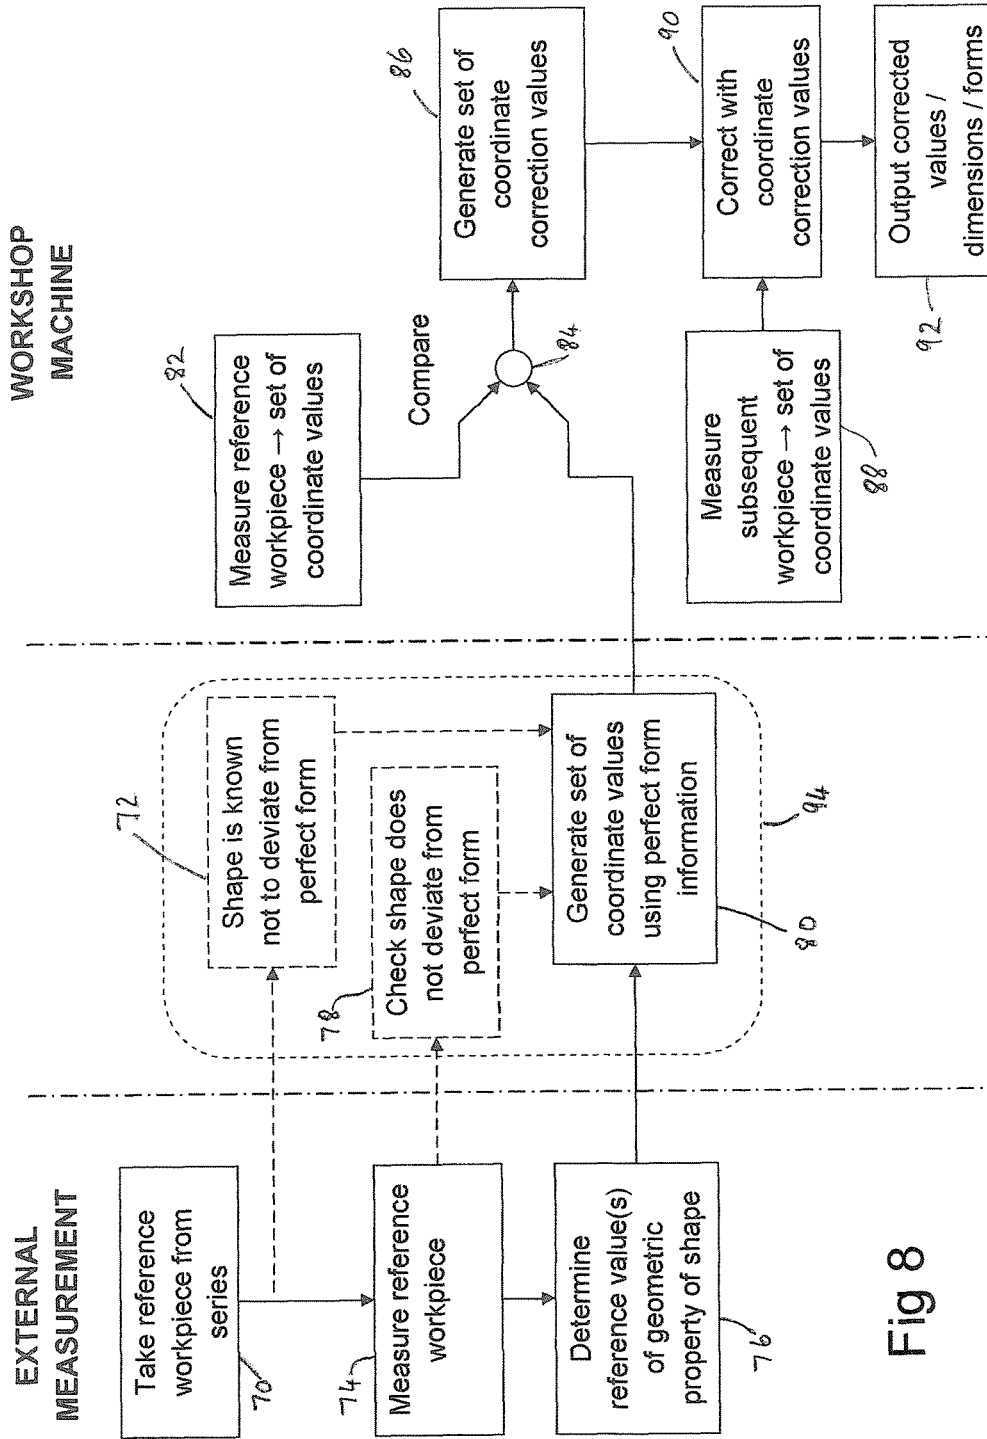 EXTERNAL
MEASUREMENT
Take reference
workpiece from
series
70
Measure reference
workpiece
74
Determine
reference value(s)
of geometric
property of shape
76
72
Shape is known
not to deviate from
perfect form
78
Check shape does
not deviate from
perfect form
Generate set of
coordinate values
using perfect form
information
80
94
WORKSHOP
MACHINE
82
Measure reference
workpiece → set of
coordinate values
Compare
84
86
Generate set of
coordinate
correction values
Measure
subsequent
workpiece → set of
coordinate values
88
90
Correct with
coordinate
correction values
Output corrected
values /
dimensions / forms
92
Fig 8